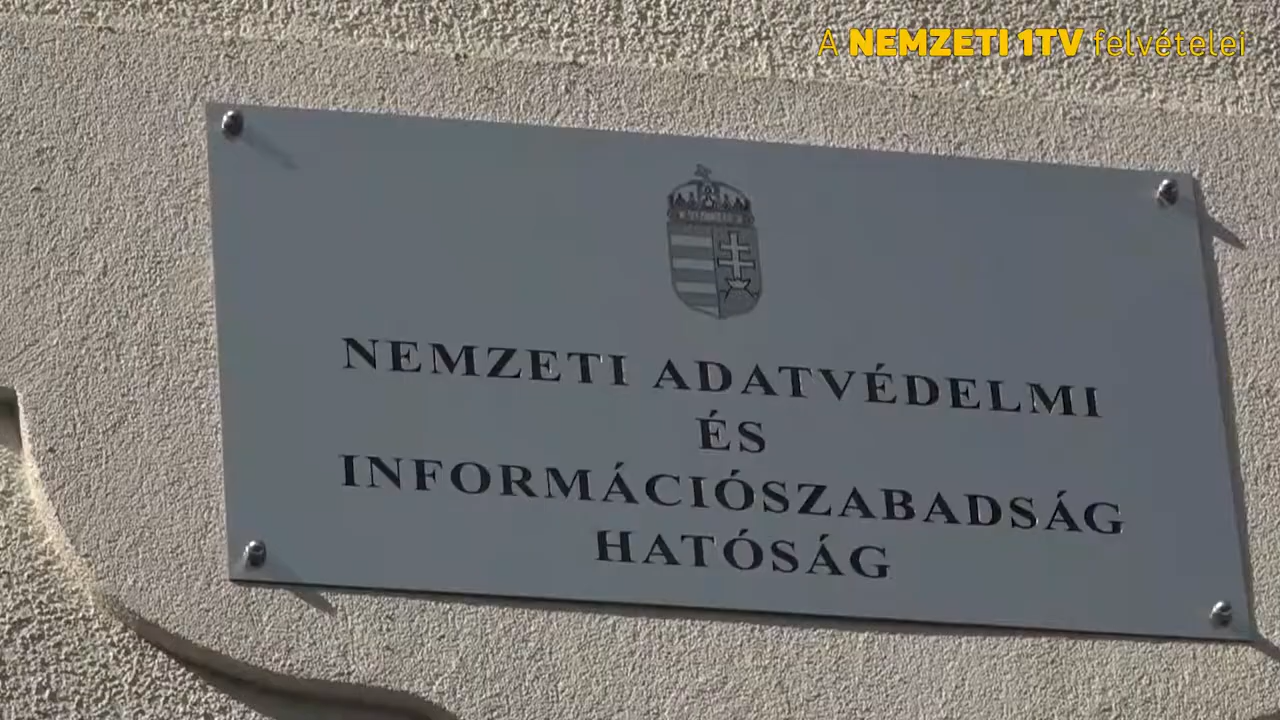 A NEMZETI 1TV felvételei
NEMZETI ADATVÉDELMI
ÉS
INFORMÁCIÓSZABADSÁG
HATÓSÁG